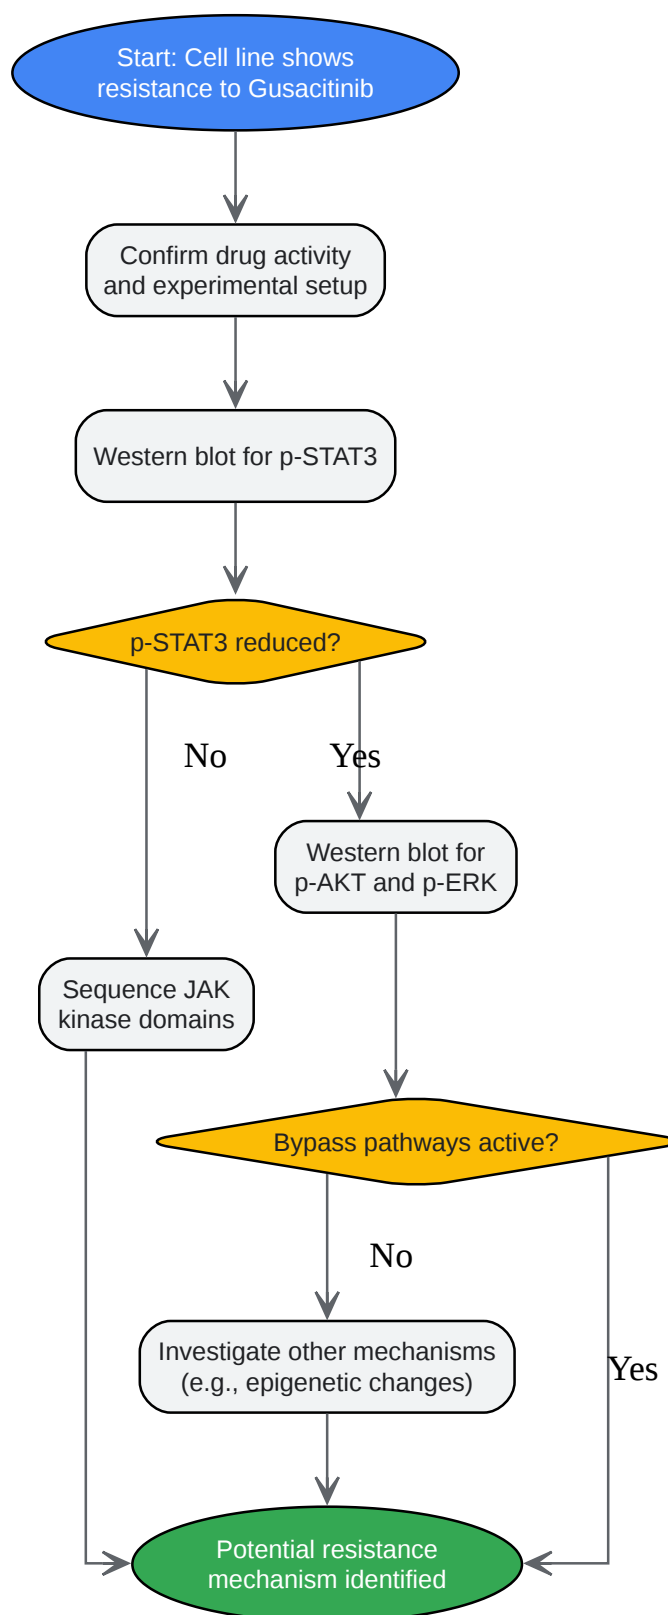 Start: Cell line shows
resistance to Gusacitinib
Confirm drug activity
and experimental setup
Western blot for p-STAT3
p-STAT3 reduced?
No
Yes
Western blot for
p-AKT and p-ERK
Sequence JAK
kinase domains
Bypass pathways active?
No
Investigate other mechanisms
(e.g., epigenetic changes)
Yes
Potential resistance
mechanism identified